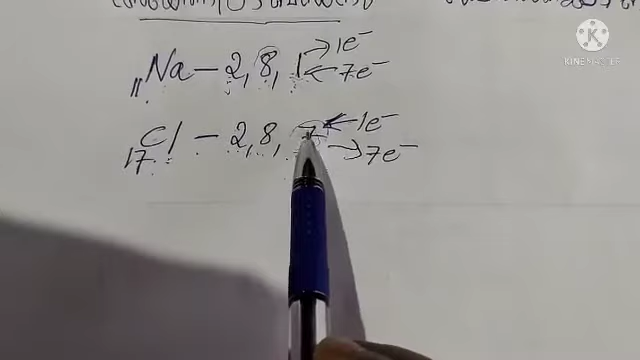 ₁₁Na – 2, 8, 1 → 1e⁻
← 7e⁻
₁₇Cl – 2, 8, 7 ← 1e⁻
→ 7e⁻
KINEMASTER